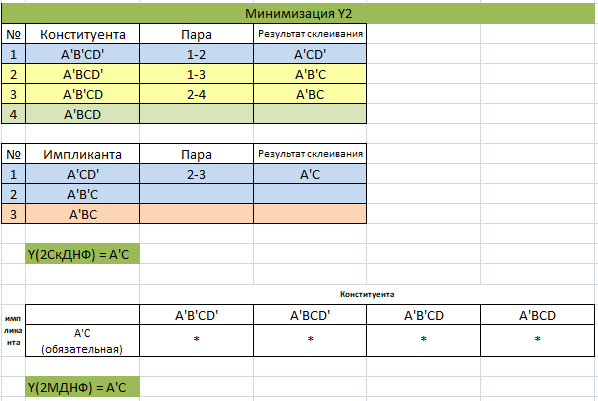 Минимизация Y2
№ Конституента Пара Результат склеивания
1 A'B'CD' 1-2 A'CD'
2 A'BCD' 1-3 A'B'C
3 A'B'CD 2-4 A'BC
4 A'BCD
№ Импликанта Пара Результат склеивания
1 A'CD' 2-3 A'C
2 A'B'C
3 A'BC
Y(2СкДНФ) = A'C
Конституента
имп
лика
нта
A'B'CD' A'BCD' A'B'CD A'BCD
A'C
(обязательная) * * * *
Y(2МДНФ) = A'C